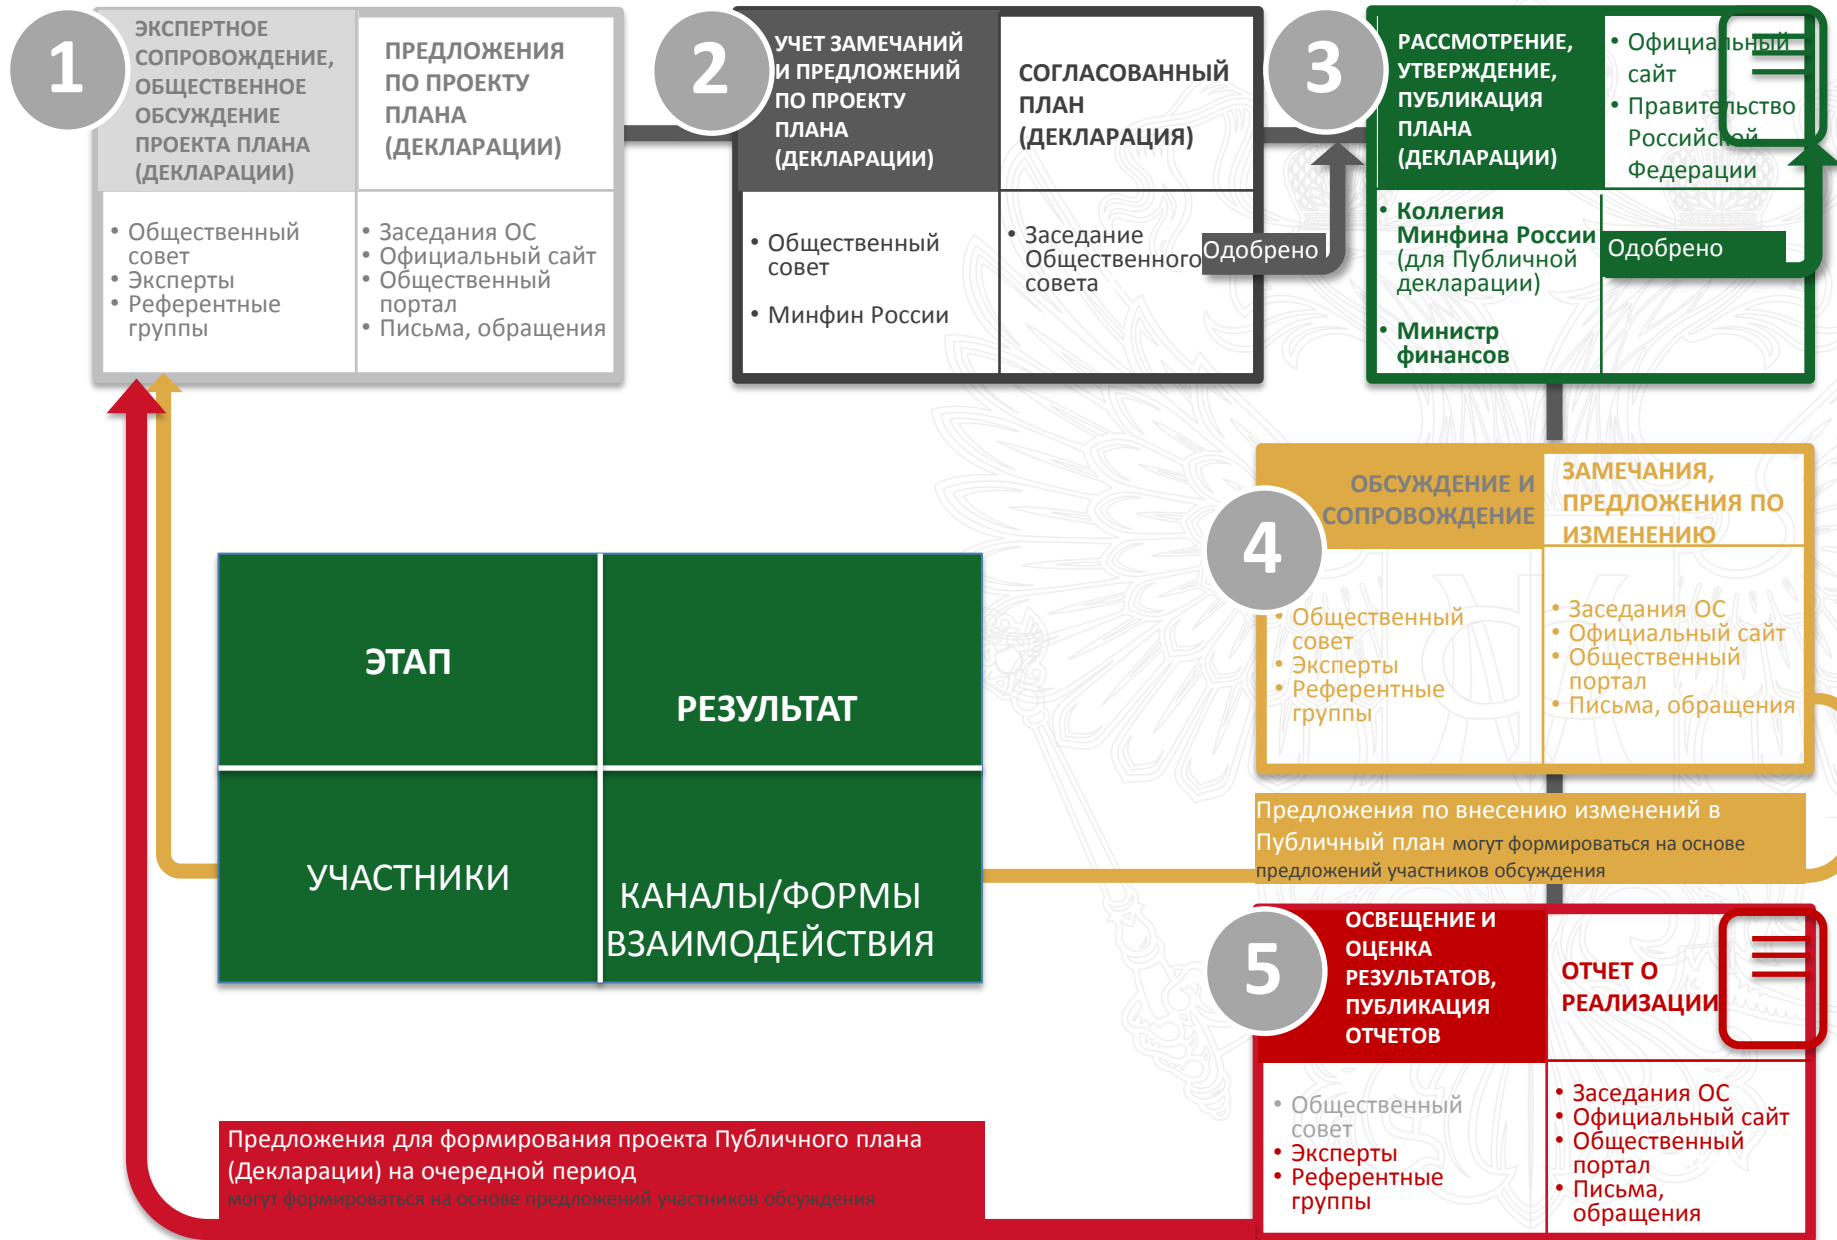 1
ЭКСПЕРТНОЕ
СОПРОВОЖДЕНИЕ,
ОБЩЕСТВЕННОЕ
ОБСУЖДЕНИЕ
ПРОЕКТА ПЛАНА
(ДЕКЛАРАЦИИ)
ПРЕДЛОЖЕНИЯ
ПО ПРОЕКТУ
ПЛАНА
(ДЕКЛАРАЦИИ)
• Общественный
совет
• Эксперты
• Референтные
группы
• Заседания ОС
• Официальный сайт
• Общественный
портал
• Письма, обращения
2
УЧЕТ ЗАМЕЧАНИЙ
И ПРЕДЛОЖЕНИЙ
ПО ПРОЕКТУ
ПЛАНА
(ДЕКЛАРАЦИИ)
СОГЛАСОВАННЫЙ
ПЛАН
(ДЕКЛАРАЦИЯ)
• Общественный
совет
• Минфин России
• Заседание
Общественного
совета
Одобрено
3
РАССМОТРЕНИЕ,
УТВЕРЖДЕНИЕ,
ПУБЛИКАЦИЯ
ПЛАНА
(ДЕКЛАРАЦИИ)
• Официальный
сайт
• Правительство
Российской
Федерации
• Коллегия
Минфина России
(для Публичной
декларации)
• Министр
финансов
Одобрено
4
ОБСУЖДЕНИЕ И
СОПРОВОЖДЕНИЕ
ЗАМЕЧАНИЯ,
ПРЕДЛОЖЕНИЯ ПО
ИЗМЕНЕНИЮ
• Общественный
совет
• Эксперты
• Референтные
группы
• Заседания ОС
• Официальный сайт
• Общественный
портал
• Письма, обращения
Предложения по внесению изменений в
Публичный план могут формироваться на основе
предложений участников обсуждения
ЭТАП
РЕЗУЛЬТАТ
УЧАСТНИКИ
КАНАЛЫ/ФОРМЫ
ВЗАИМОДЕЙСТВИЯ
5
ОСВЕЩЕНИЕ И
ОЦЕНКА
РЕЗУЛЬТАТОВ,
ПУБЛИКАЦИЯ
ОТЧЕТОВ
ОТЧЕТ О
РЕАЛИЗАЦИИ
• Общественный
совет
• Эксперты
• Референтные
группы
• Заседания ОС
• Официальный сайт
• Общественный
портал
• Письма,
обращения
Предложения для формирования проекта Публичного плана
(Декларации) на очередной период
могут формироваться на основе предложений участников обсуждения